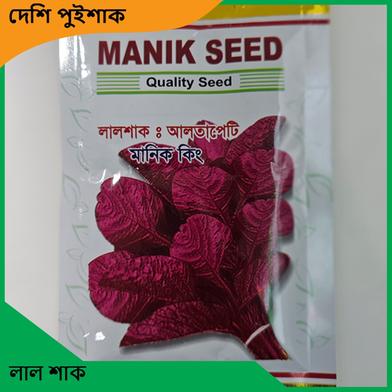 দেশি পুইশাক
MANIK SEED
Quality Seed
লালশাক ঃ আলতাপেটি
মানিক কিং
লাল শাক